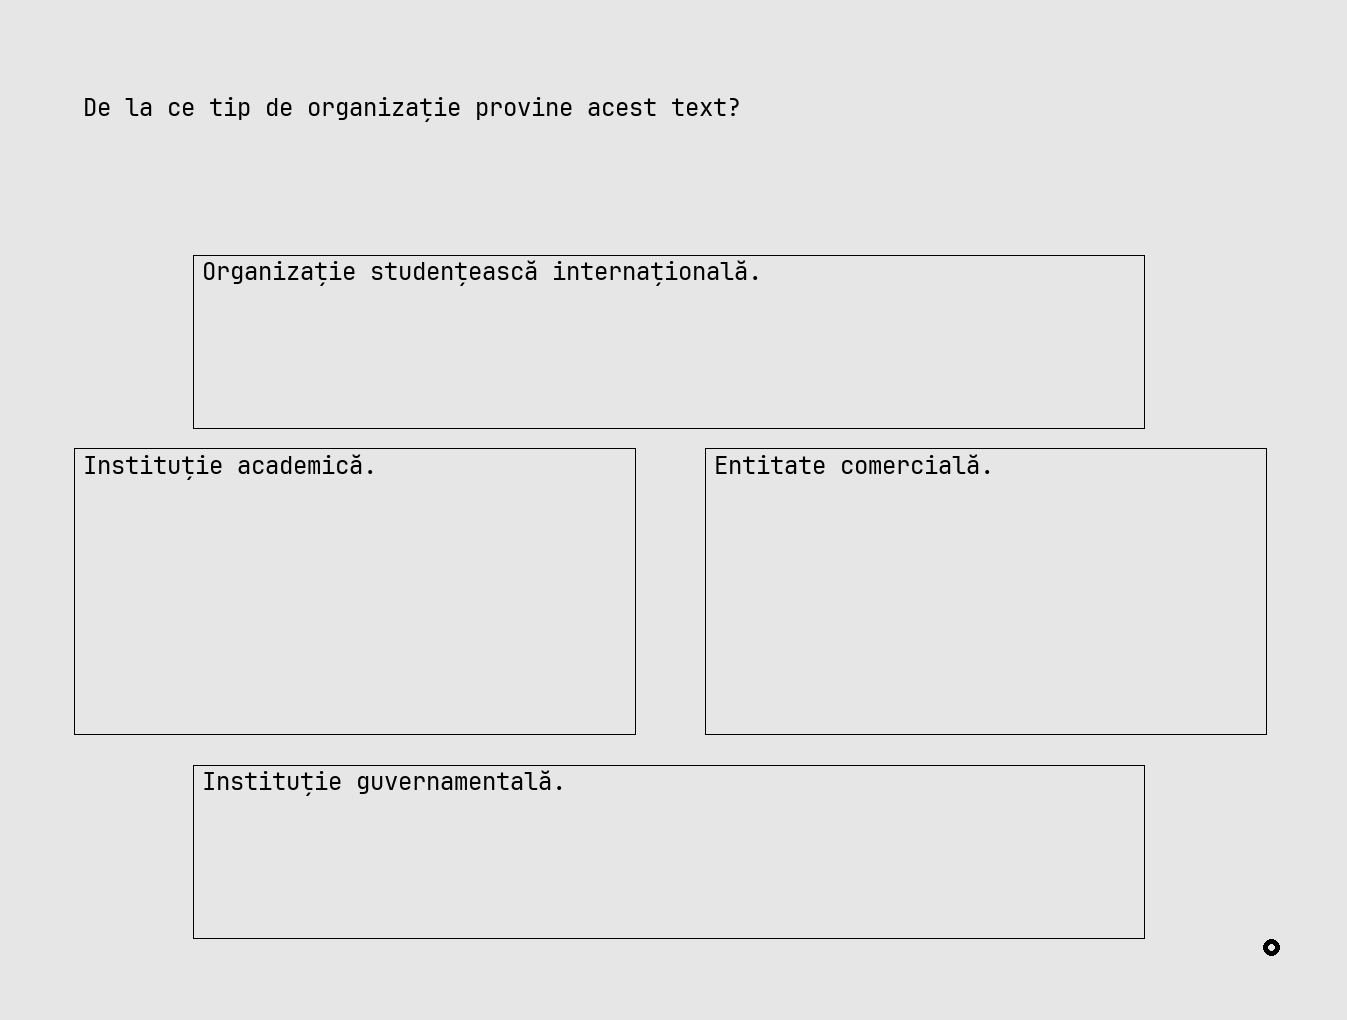 De la ce tip de organizație provine acest text?
Organizație studențească internațională.
Instituție academică.
Entitate comercială.
Instituție guvernamentală.